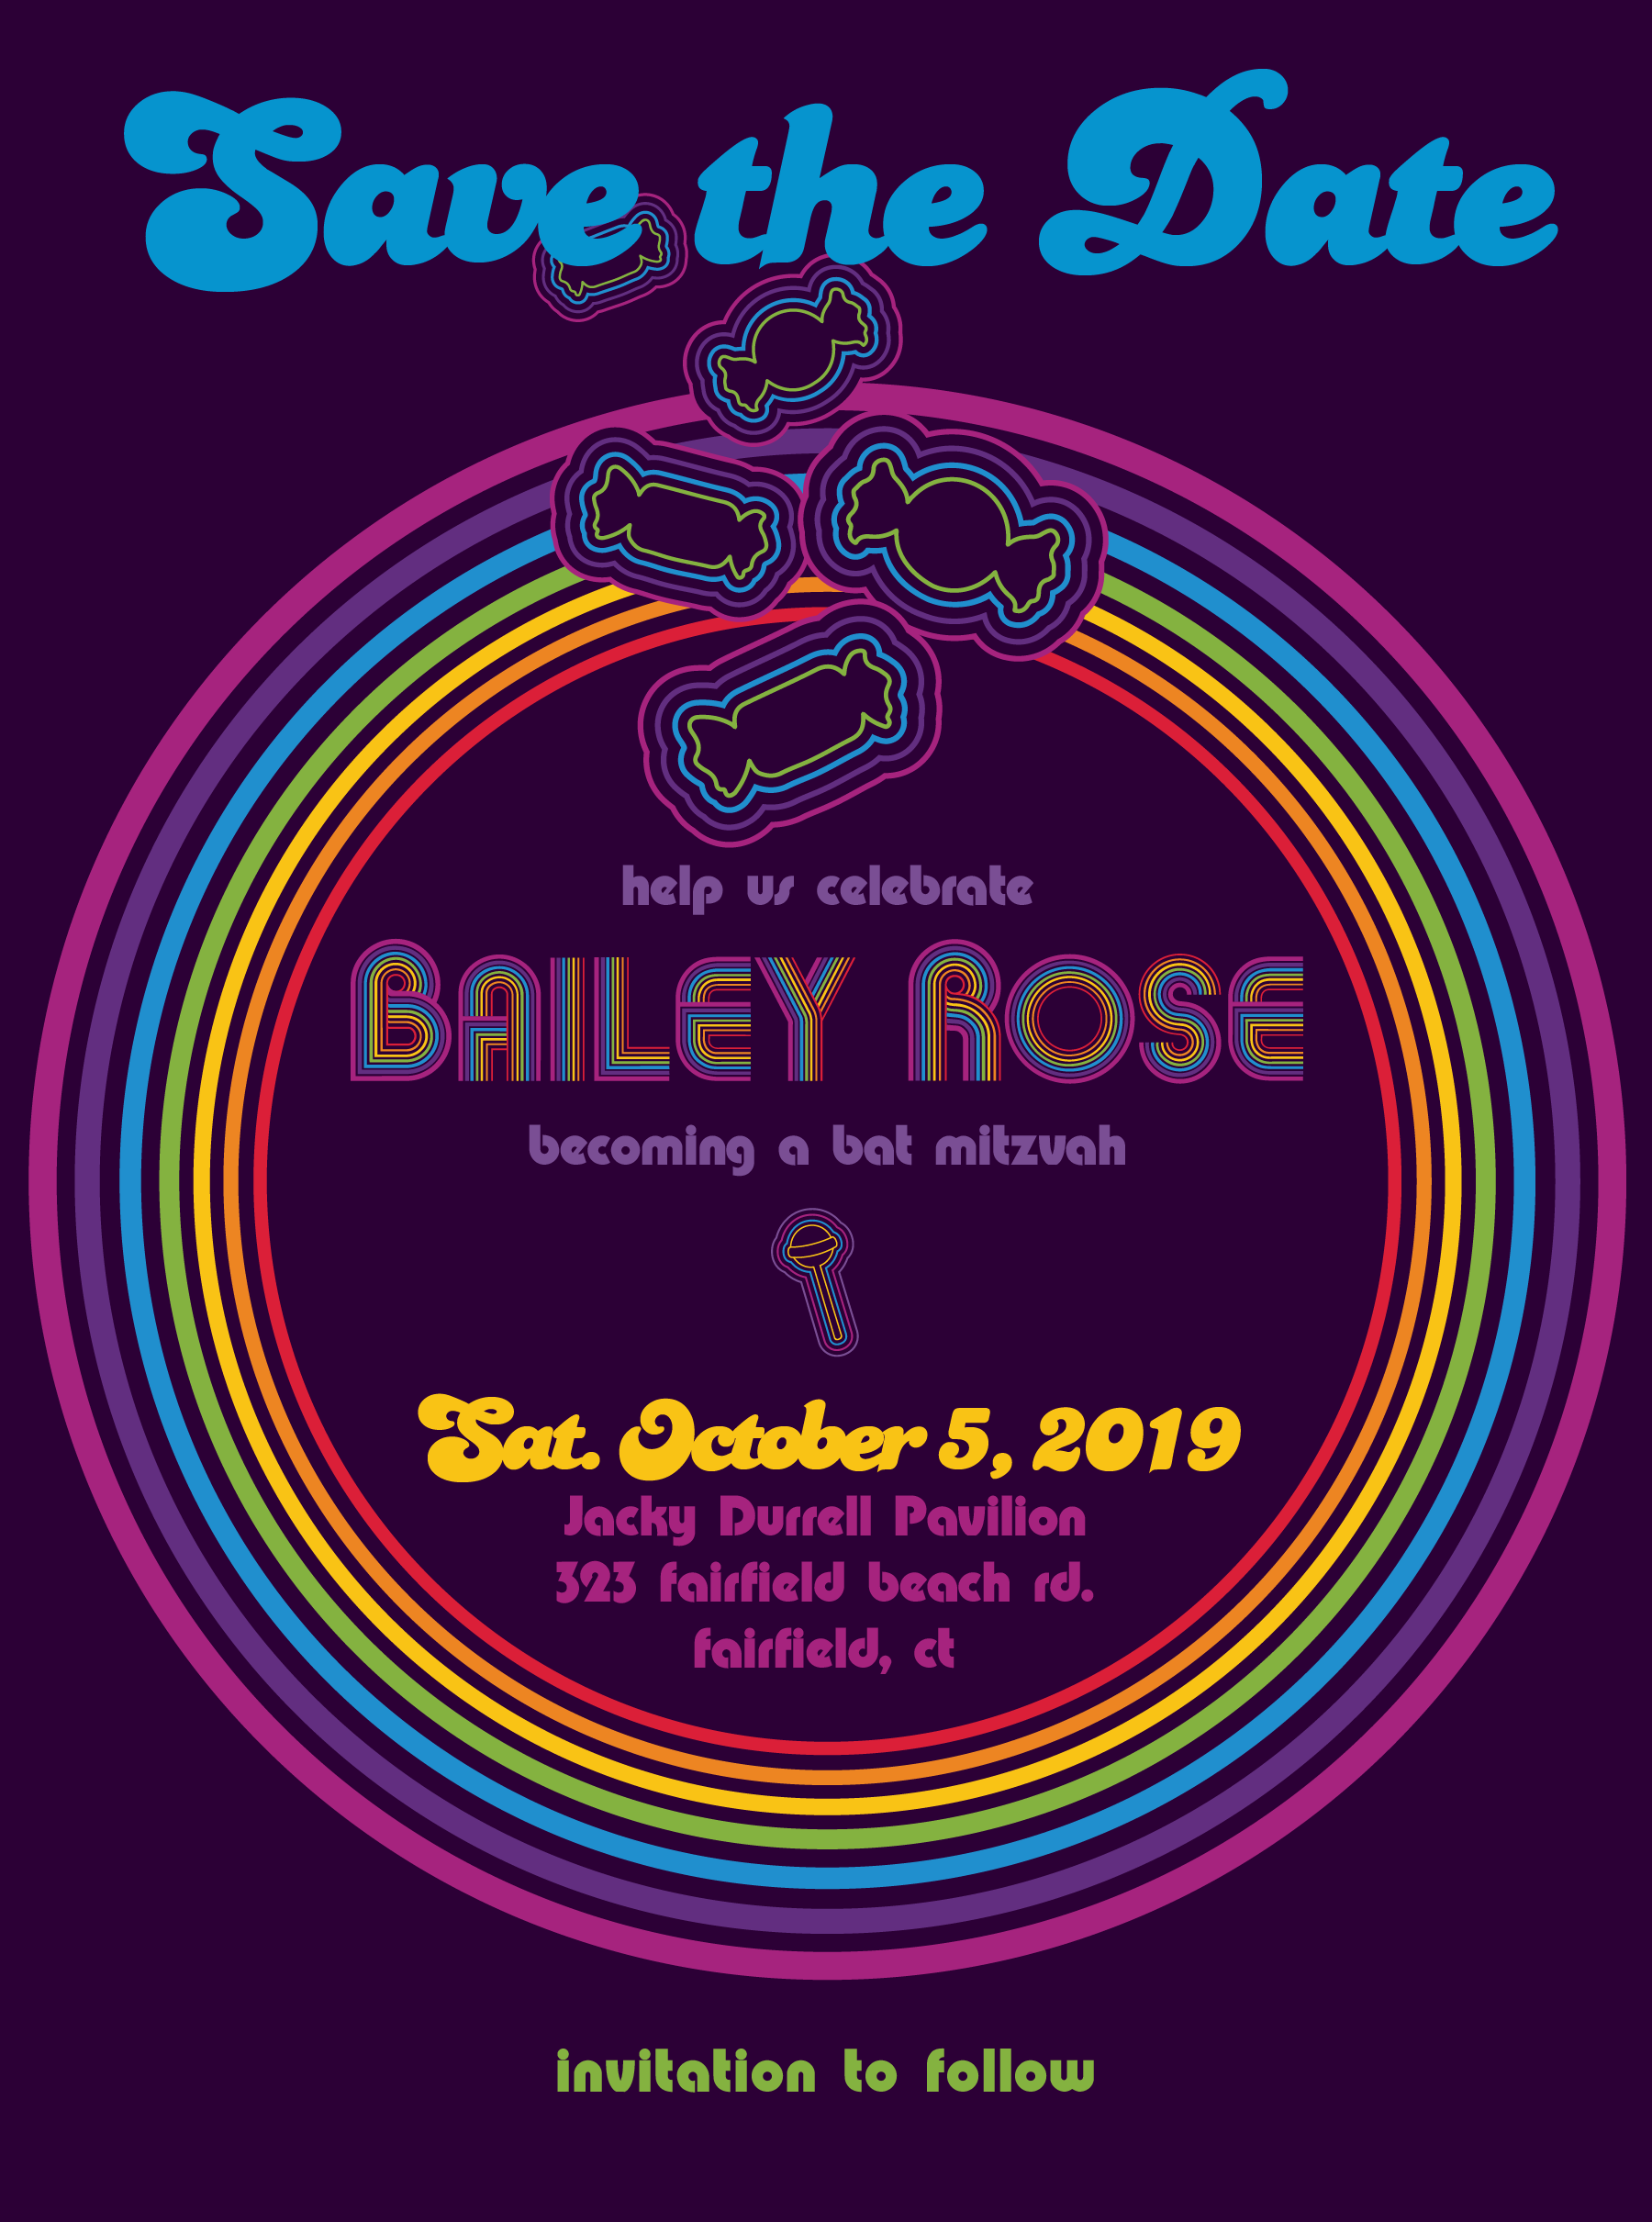 Save the Date
help us celebrate
BAILEY ROSE
becoming a bat mitzvah
Sat. October 5, 2019
Jacky Durrell Pavilion
323 fairfield beach rd.
fairfield, ct
invitation to follow